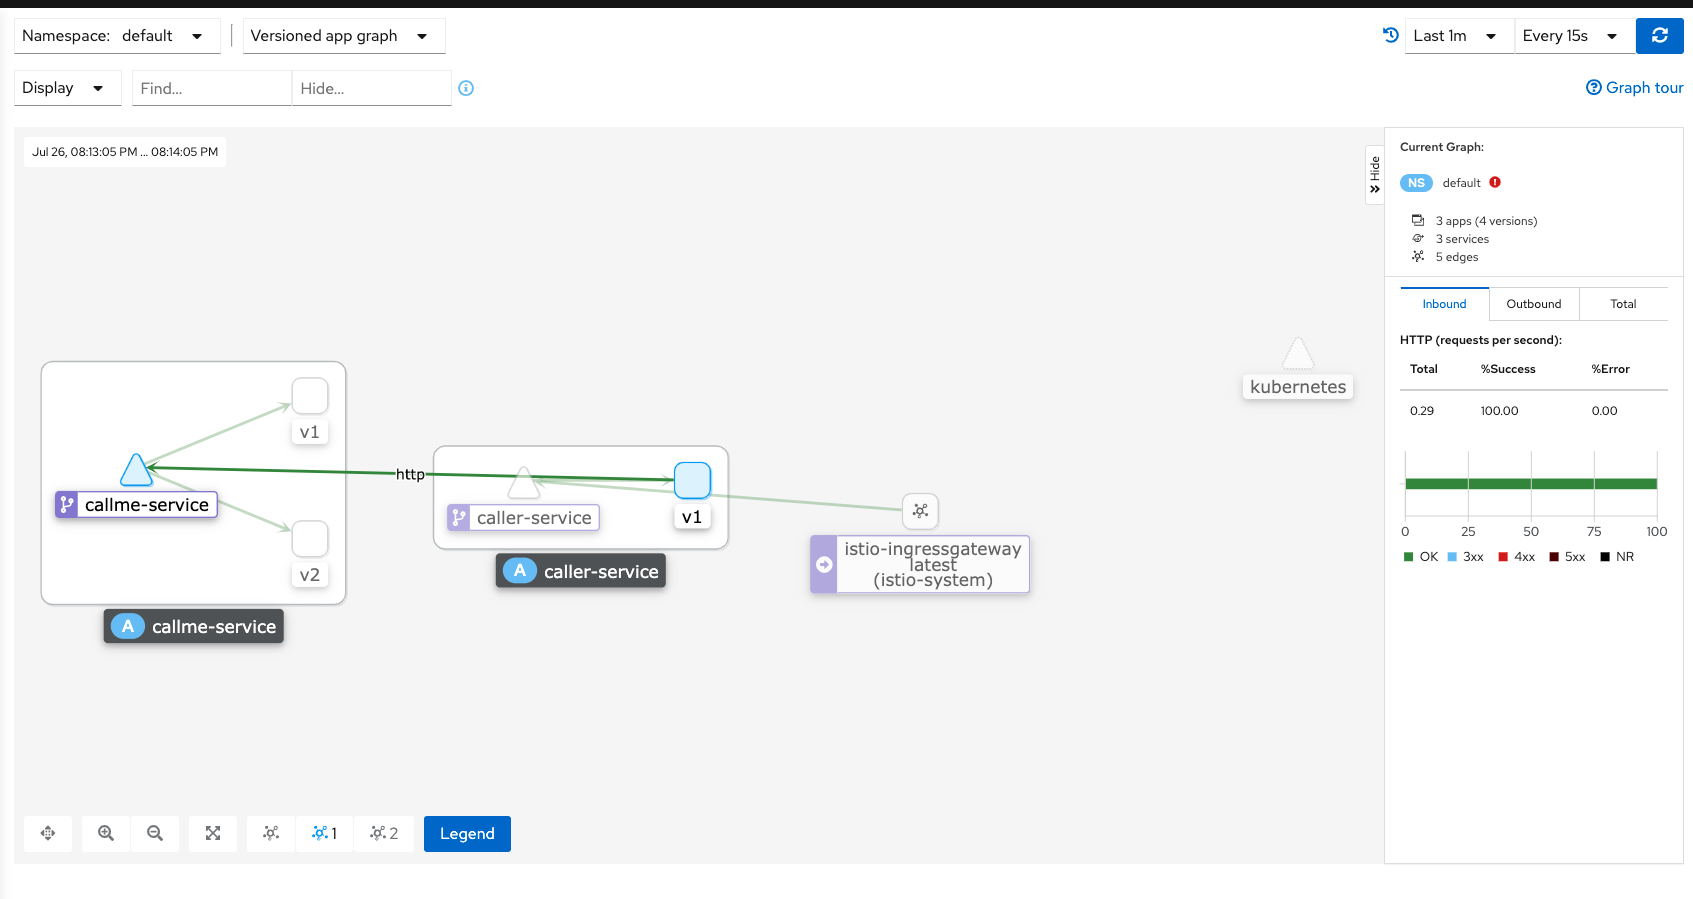 Namespace: default
Versioned app graph
Last 1m
Every 15s
Display
Find...
Hide...
Graph tour
Jul 26, 08:13:05 PM ... 08:14:05 PM
Hide
Current Graph:
NS default
3 apps (4 versions)
3 services
5 edges
Inbound
Outbound
Total
HTTP (requests per second):
Total %Success %Error
0.29 100.00 0.00
0 25 50 75 100
OK 3xx 4xx 5xx NR
kubernetes
v1
callme-service
v2
A callme-service
http
caller-service
v1
A caller-service
istio-ingressgateway
latest
(istio-system)
1
2
Legend